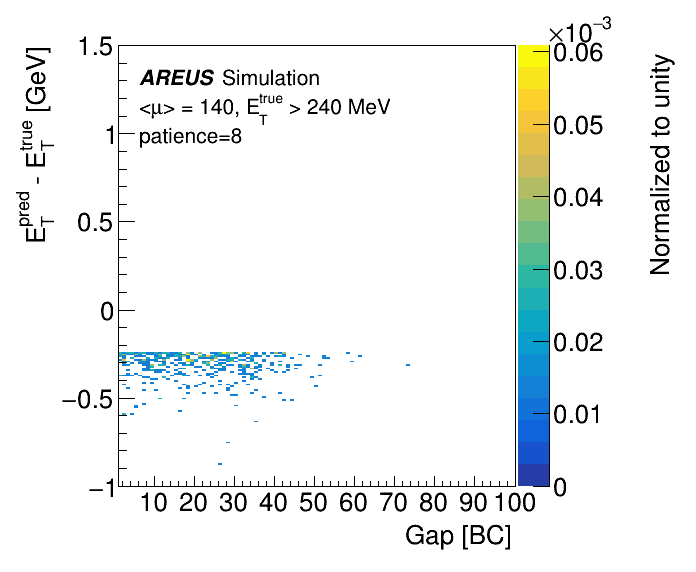 ×10⁻³
E_T^pred - E_T^true [GeV]
AREUS Simulation
<μ> = 140, E_T^true > 240 MeV
patience=8
1.5
1
0.5
0
−0.5
−1
10 20 30 40 50 60 70 80 90 100
Gap [BC]
0.06
0.05
0.04
0.03
0.02
0.01
0
Normalized to unity